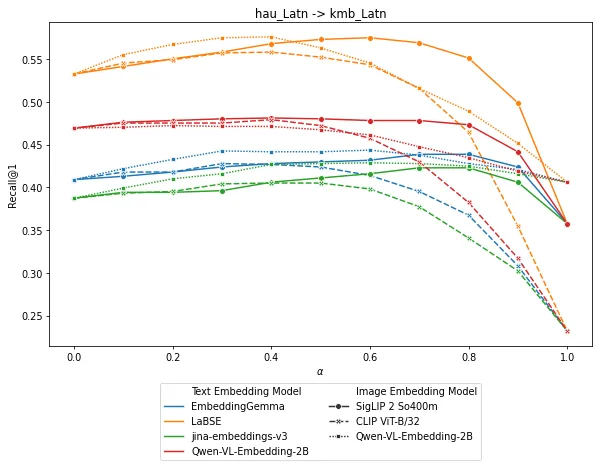 hau_Latn -> kmb_Latn
Recall@1
0.55
0.50
0.45
0.40
0.35
0.30
0.25
0.0 0.2 0.4 0.6 0.8 1.0
α
Text Embedding Model
EmbeddingGemma
LaBSE
jina-embeddings-v3
Qwen-VL-Embedding-2B
Image Embedding Model
SigLIP 2 So400m
CLIP ViT-B/32
Qwen-VL-Embedding-2B